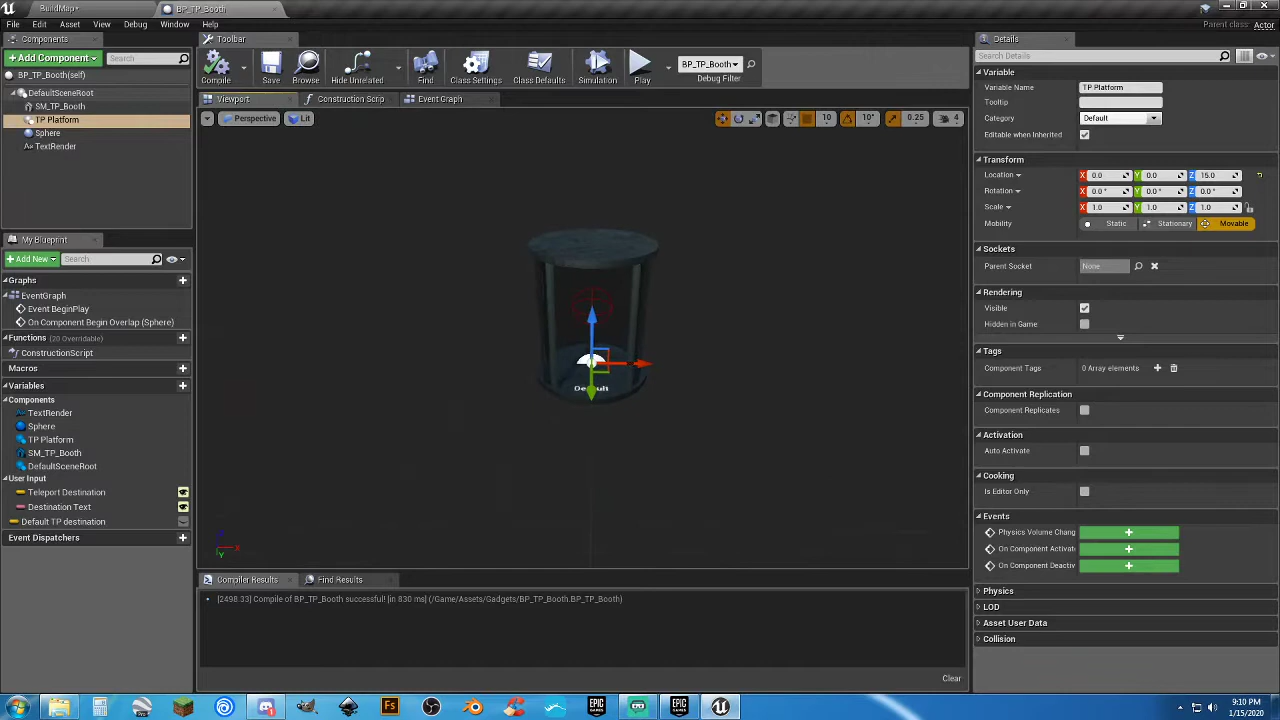 BuildMap•
BP_TP_Booth
File Edit Asset View Debug Window Help
Parent class: Actor
Components
Toolbar
Details
+ Add Component
Search
BP_TP_Booth(self)
DefaultSceneRoot
SM_TP_Booth
TP Platform
Sphere
TextRender
Compile
Save
Browse
Hide Unrelated
Find
Class Settings
Class Defaults
Simulation
Play
BP_TP_Booth
Debug Filter
Viewport
Construction Scrip
Event Graph
Perspective
Lit
10
10°
0.25
4
Default
X
Y
My Blueprint
+ Add New
Search
Graphs
EventGraph
Event BeginPlay
On Component Begin Overlap (Sphere)
Functions (20 Overridable)
ConstructionScript
Macros
Variables
Components
TextRender
Sphere
TP Platform
SM_TP_Booth
DefaultSceneRoot
User Input
Teleport Destination
Destination Text
Default TP destination
Event Dispatchers
Compiler Results
Find Results
[2498.33] Compile of BP_TP_Booth successful! [in 830 ms] (/Game/Assets/Gadgets/BP_TP_Booth.BP_TP_Booth)
Clear
Search Details
Variable
Variable Name TP Platform
Tooltip
Category Default
Editable when Inherited
Transform
Location X 0.0 Y 0.0 Z 15.0
Rotation X 0.0° Y 0.0° Z 0.0°
Scale X 1.0 Y 1.0 Z 1.0
Mobility Static Stationary Movable
Sockets
Parent Socket None
Rendering
Visible
Hidden in Game
Tags
Component Tags 0 Array elements
Component Replication
Component Replicates
Activation
Auto Activate
Cooking
Is Editor Only
Events
Physics Volume Chang
On Component Activat
On Component Deactiv
Physics
LOD
Asset User Data
Collision
Pro
Fs
EPIC GAMES
EPIC GAMES
9:10 PM
1/15/2020